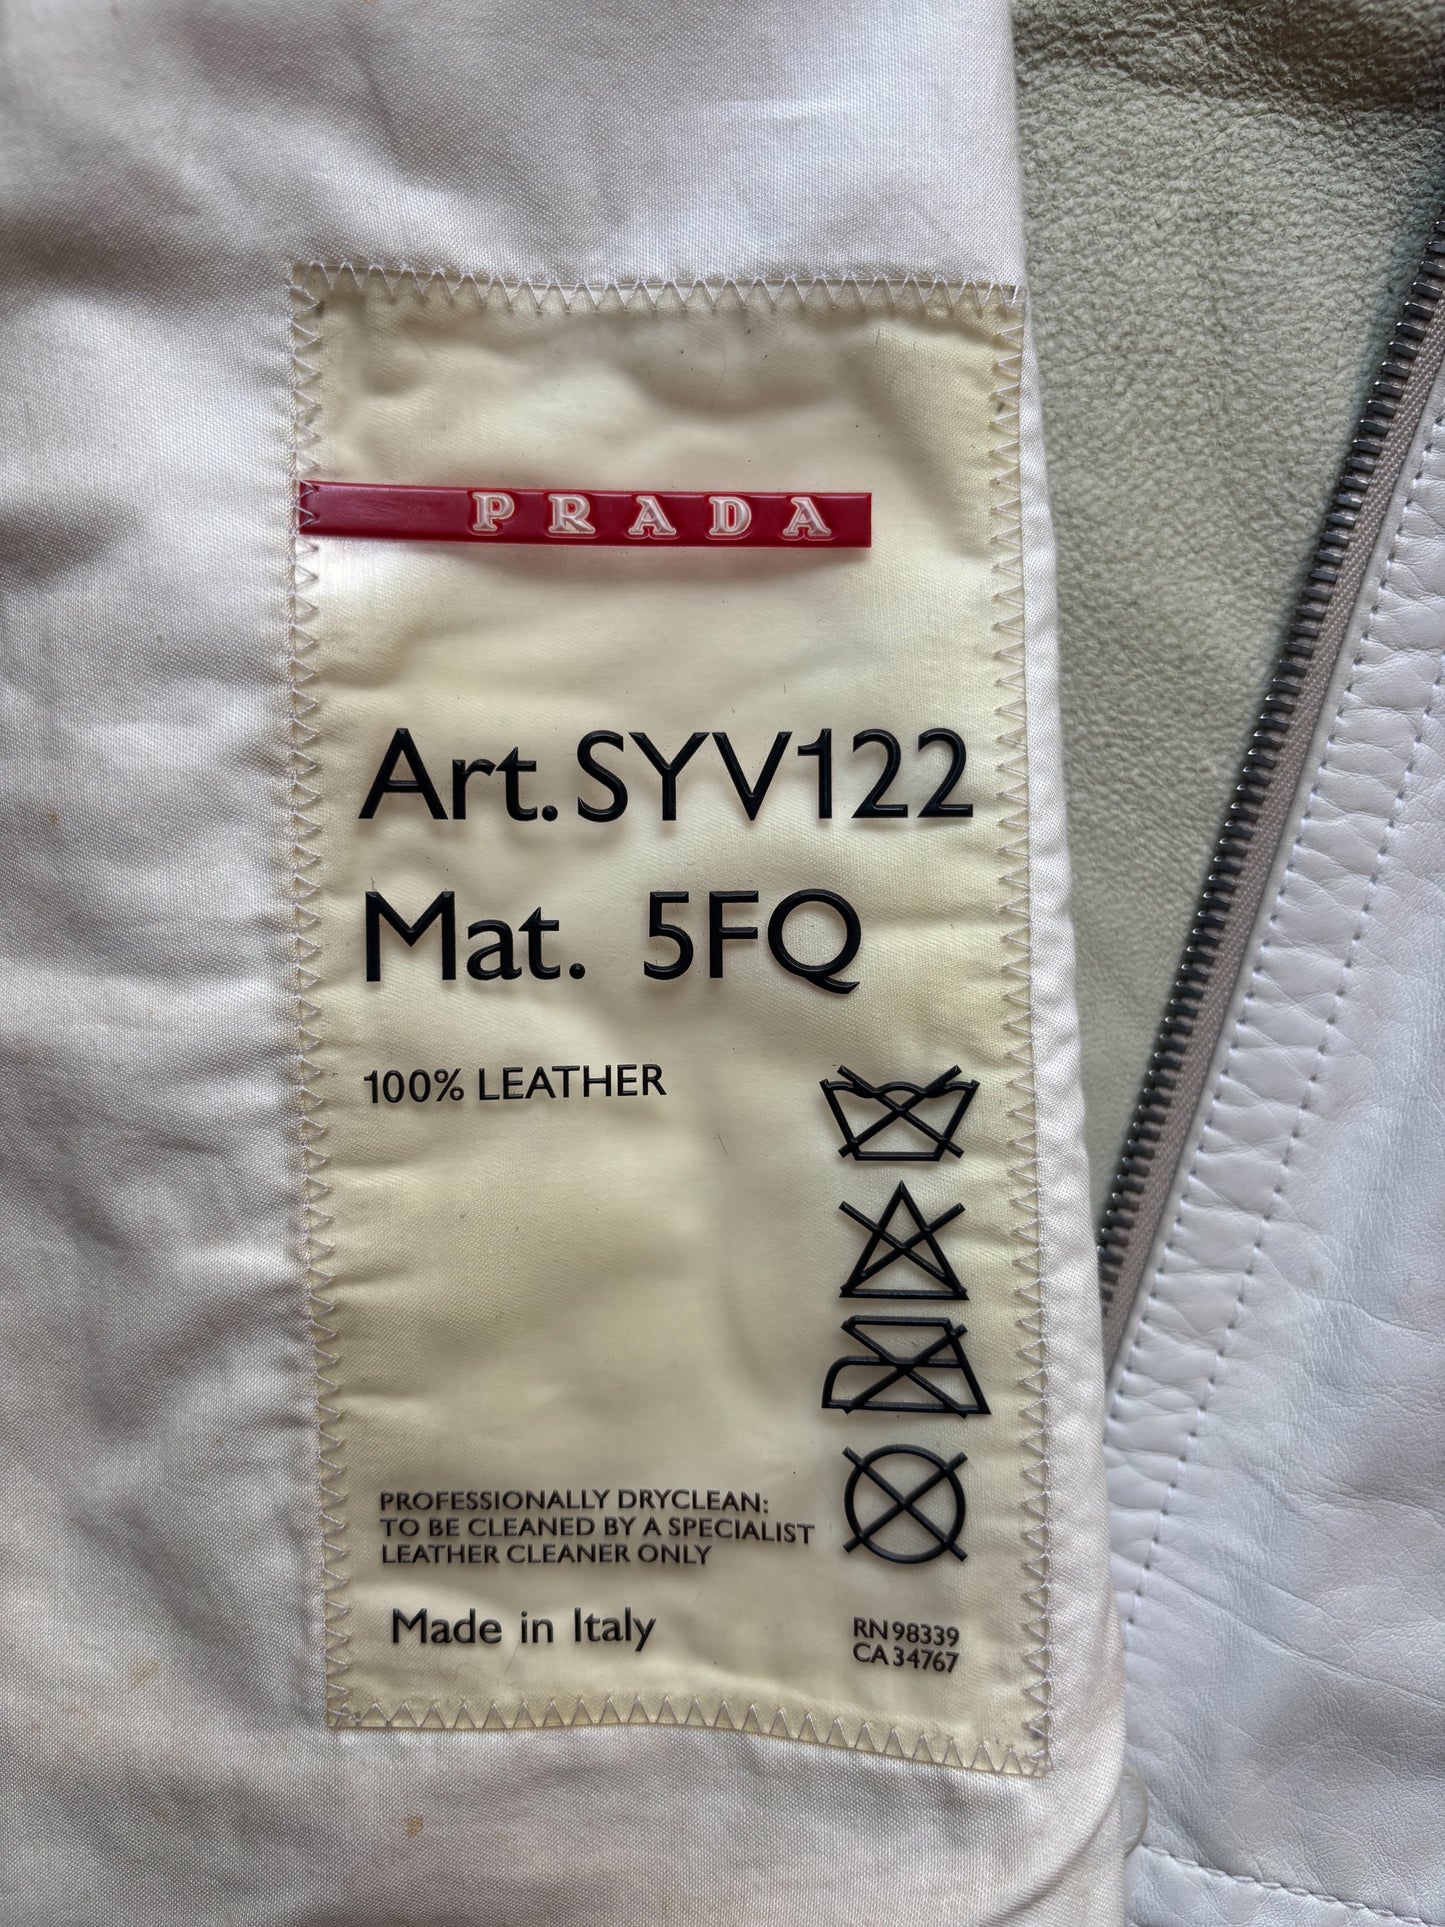 PRADA
Art. SYV122
Mat. 5FQ
100% LEATHER
PROFESSIONALLY DRYCLEAN:
TO BE CLEANED BY A SPECIALIST
LEATHER CLEANER ONLY
Made in Italy
RN 98339
CA 34767